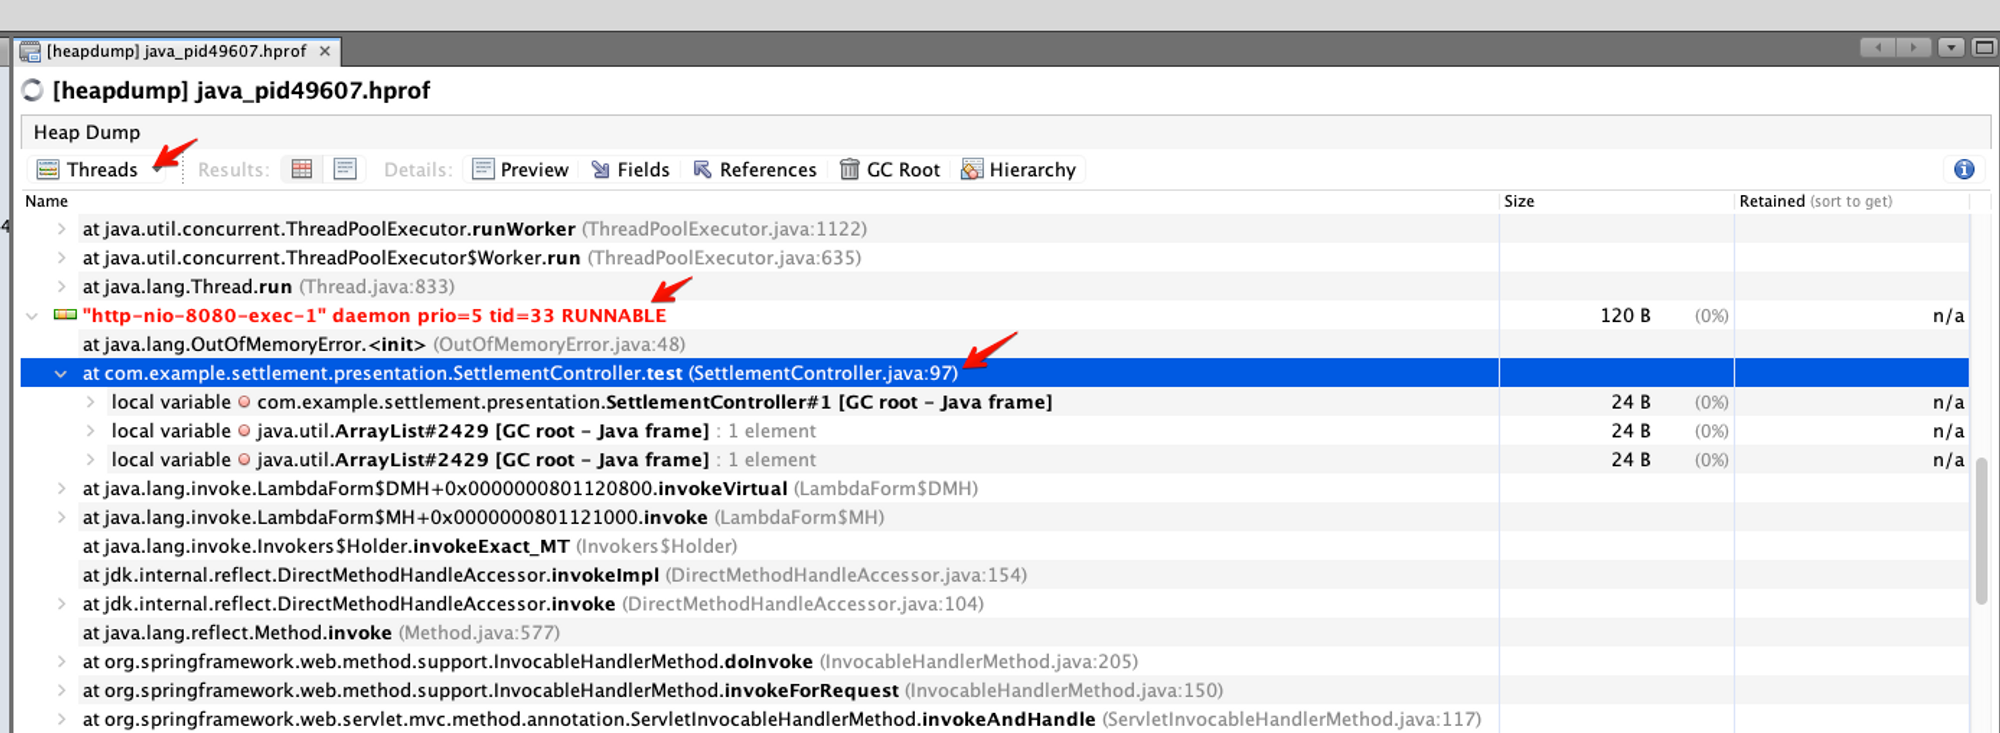 [heapdump] java_pid49607.hprof ×
[heapdump] java_pid49607.hprof
Heap Dump
Threads Results: Details: Preview Fields References GC Root Hierarchy
Name Size Retained (sort to get)
4 at java.util.concurrent.ThreadPoolExecutor.runWorker (ThreadPoolExecutor.java:1122)
at java.util.concurrent.ThreadPoolExecutor$Worker.run (ThreadPoolExecutor.java:635)
at java.lang.Thread.run (Thread.java:833)
"http-nio-8080-exec-1" daemon prio=5 tid=33 RUNNABLE 120 B (0%) n/a
at java.lang.OutOfMemoryError.<init> (OutOfMemoryError.java:48)
at com.example.settlement.presentation.SettlementController.test (SettlementController.java:97)
local variable com.example.settlement.presentation.SettlementController#1 [GC root - Java frame] 24 B (0%) n/a
local variable java.util.ArrayList#2429 [GC root - Java frame] : 1 element 24 B (0%) n/a
local variable java.util.ArrayList#2429 [GC root - Java frame] : 1 element 24 B (0%) n/a
at java.lang.invoke.LambdaForm$DMH+0x0000000801120800.invokeVirtual (LambdaForm$DMH)
at java.lang.invoke.LambdaForm$MH+0x0000000801121000.invoke (LambdaForm$MH)
at java.lang.invoke.Invokers$Holder.invokeExact_MT (Invokers$Holder)
at jdk.internal.reflect.DirectMethodHandleAccessor.invokeImpl (DirectMethodHandleAccessor.java:154)
at jdk.internal.reflect.DirectMethodHandleAccessor.invoke (DirectMethodHandleAccessor.java:104)
at java.lang.reflect.Method.invoke (Method.java:577)
at org.springframework.web.method.support.InvocableHandlerMethod.doInvoke (InvocableHandlerMethod.java:205)
at org.springframework.web.method.support.InvocableHandlerMethod.invokeForRequest (InvocableHandlerMethod.java:150)
at org.springframework.web.servlet.mvc.method.annotation.ServletInvocableHandlerMethod.invokeAndHandle (ServletInvocableHandlerMethod.java:117)